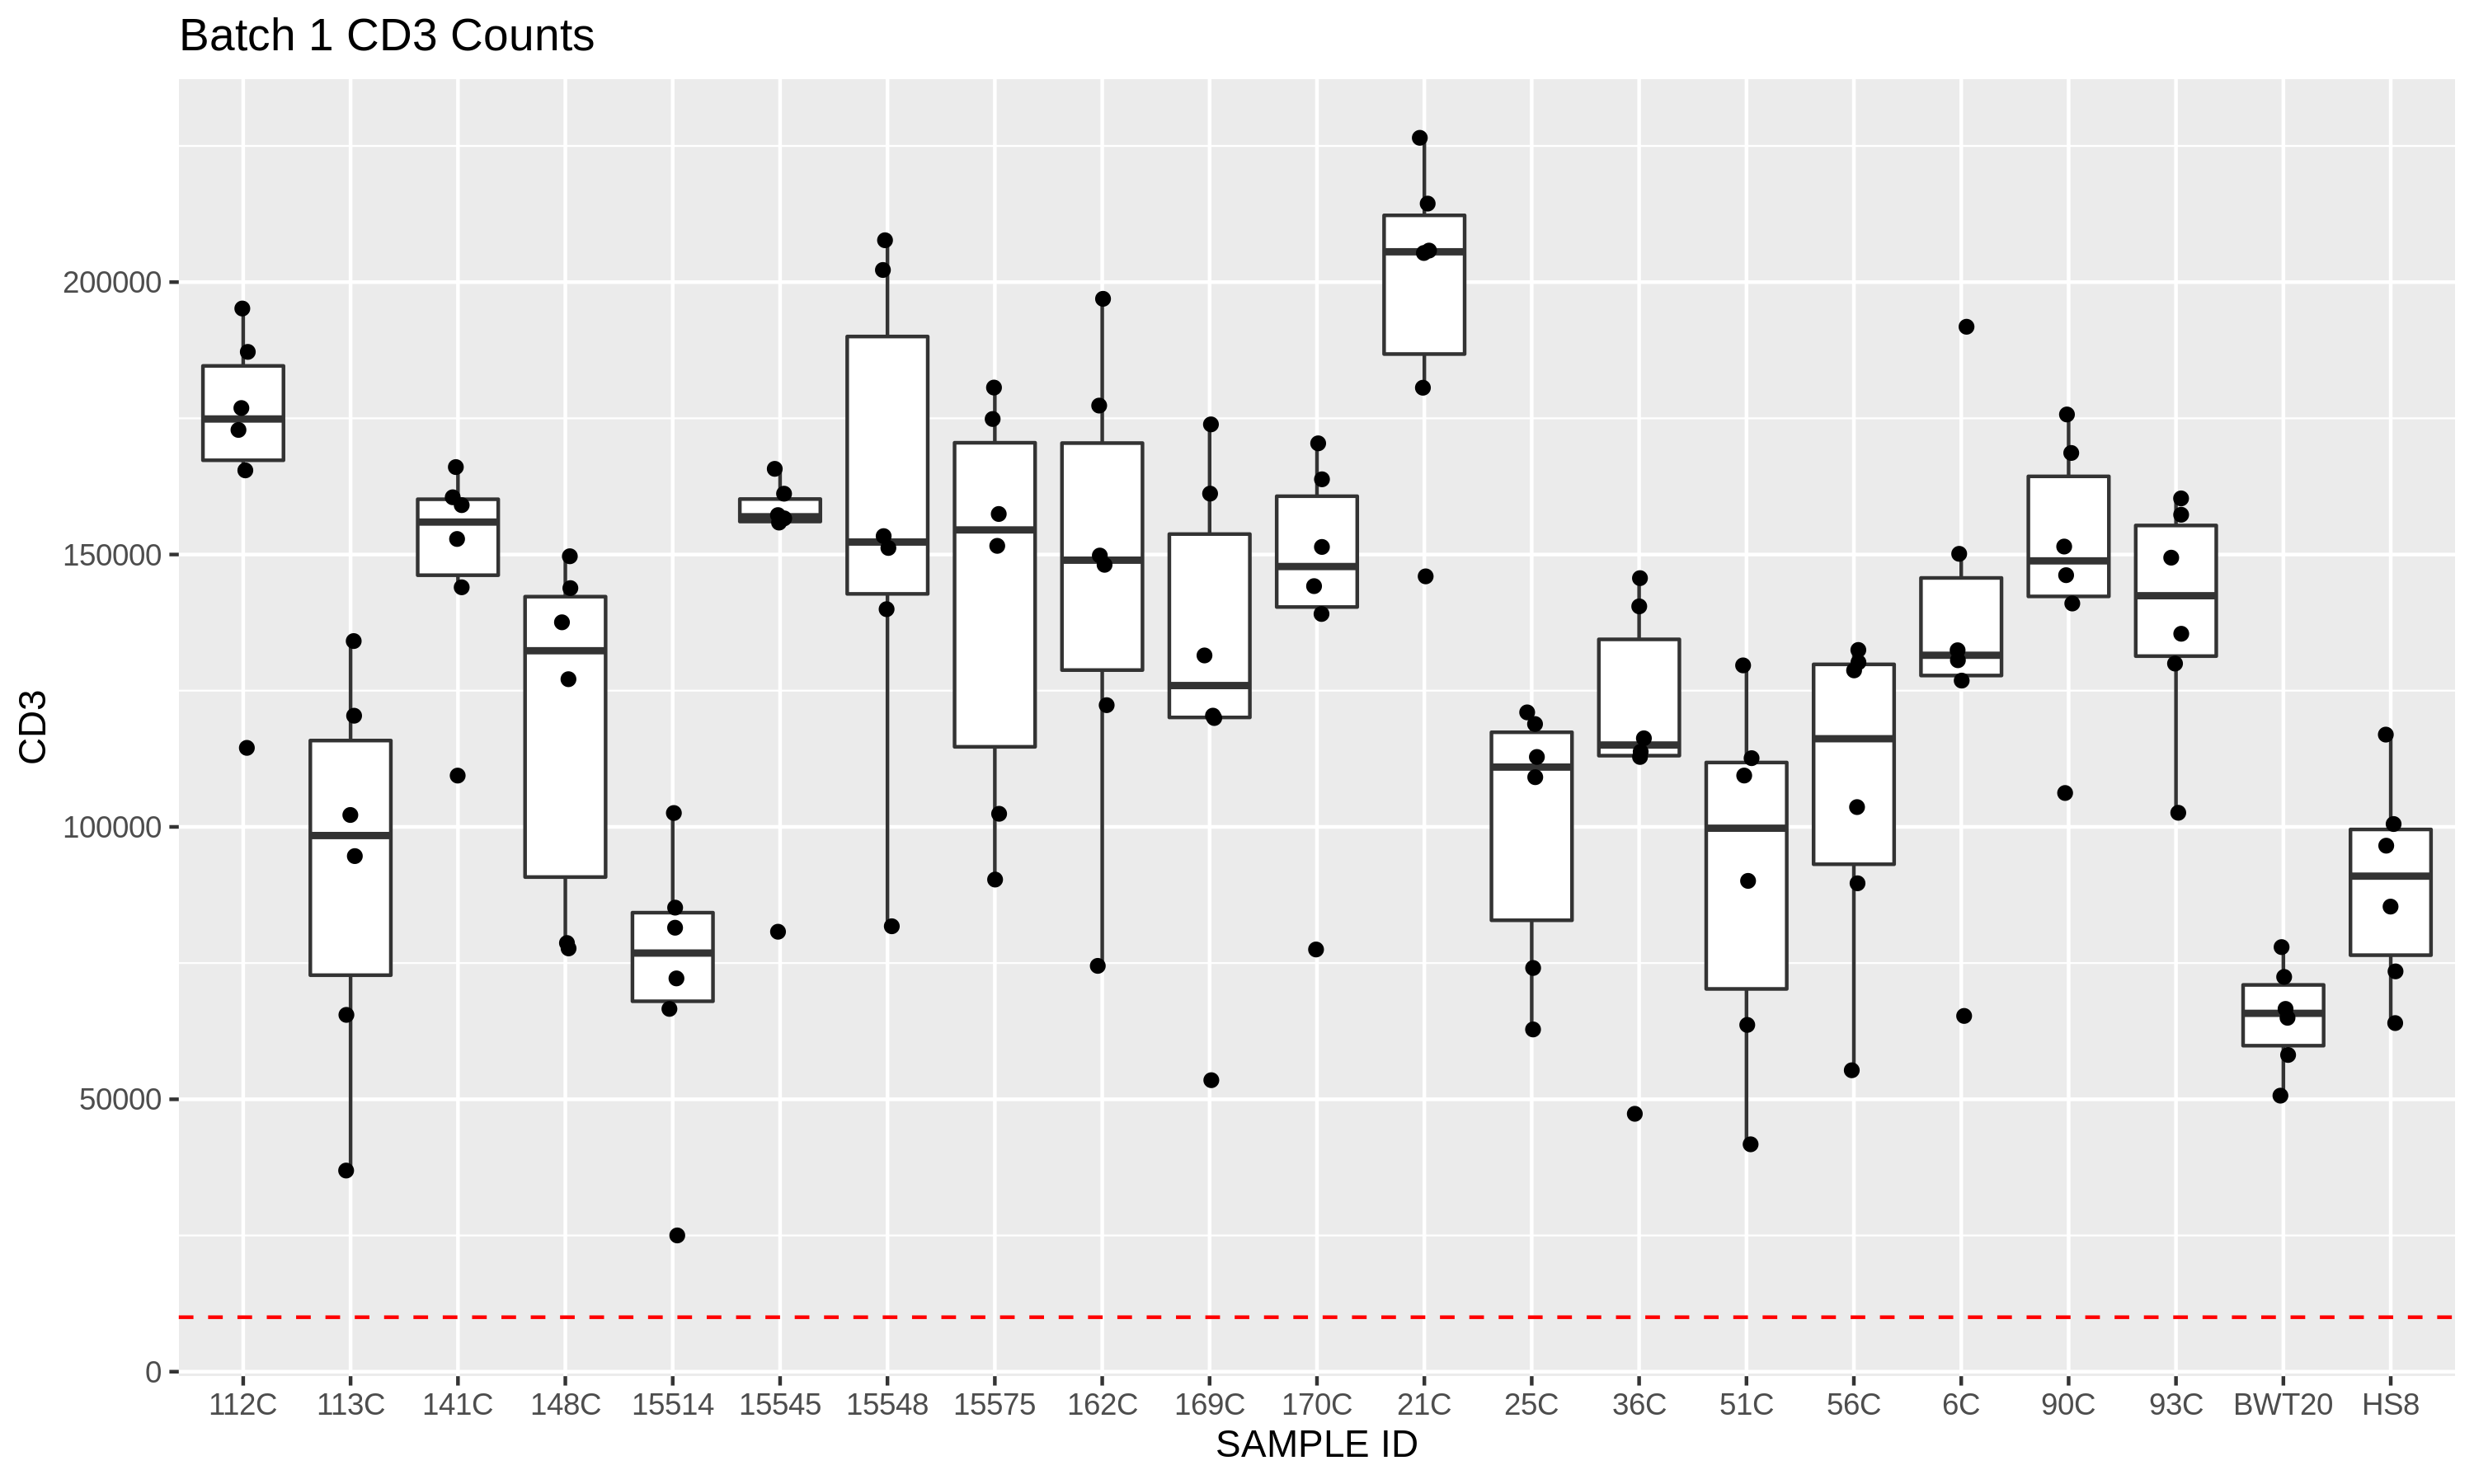 Batch 1 CD3 Counts
CD3
200000
150000
100000
50000
0
112C 113C 141C 148C 15514 15545 15548 15575 162C 169C 170C 21C 25C 36C 51C 56C 6C 90C 93C BWT20 HS8
SAMPLE ID